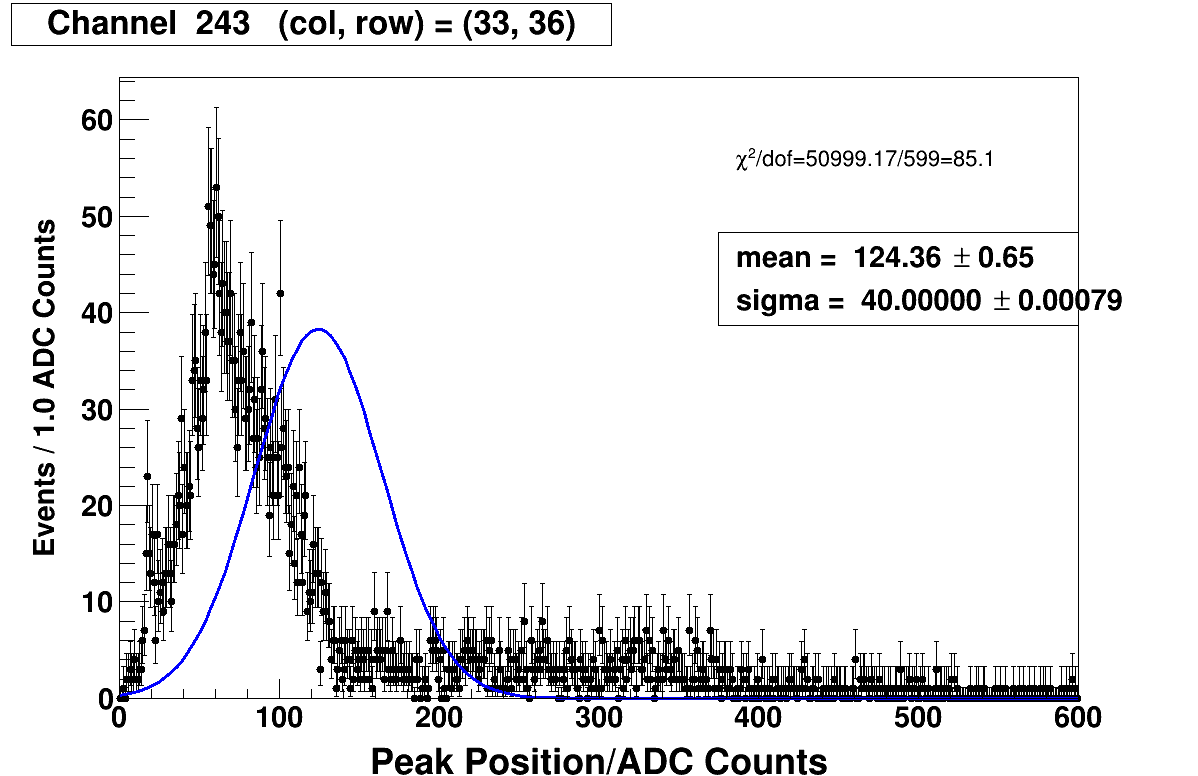 Channel 243 (col, row) = (33, 36)
χ²/dof=50999.17/599=85.1
mean = 124.36 ± 0.65
sigma = 40.00000 ± 0.00079
Events / 1.0 ADC Counts
60
50
40
30
20
10
0
0 100 200 300 400 500 600
Peak Position/ADC Counts